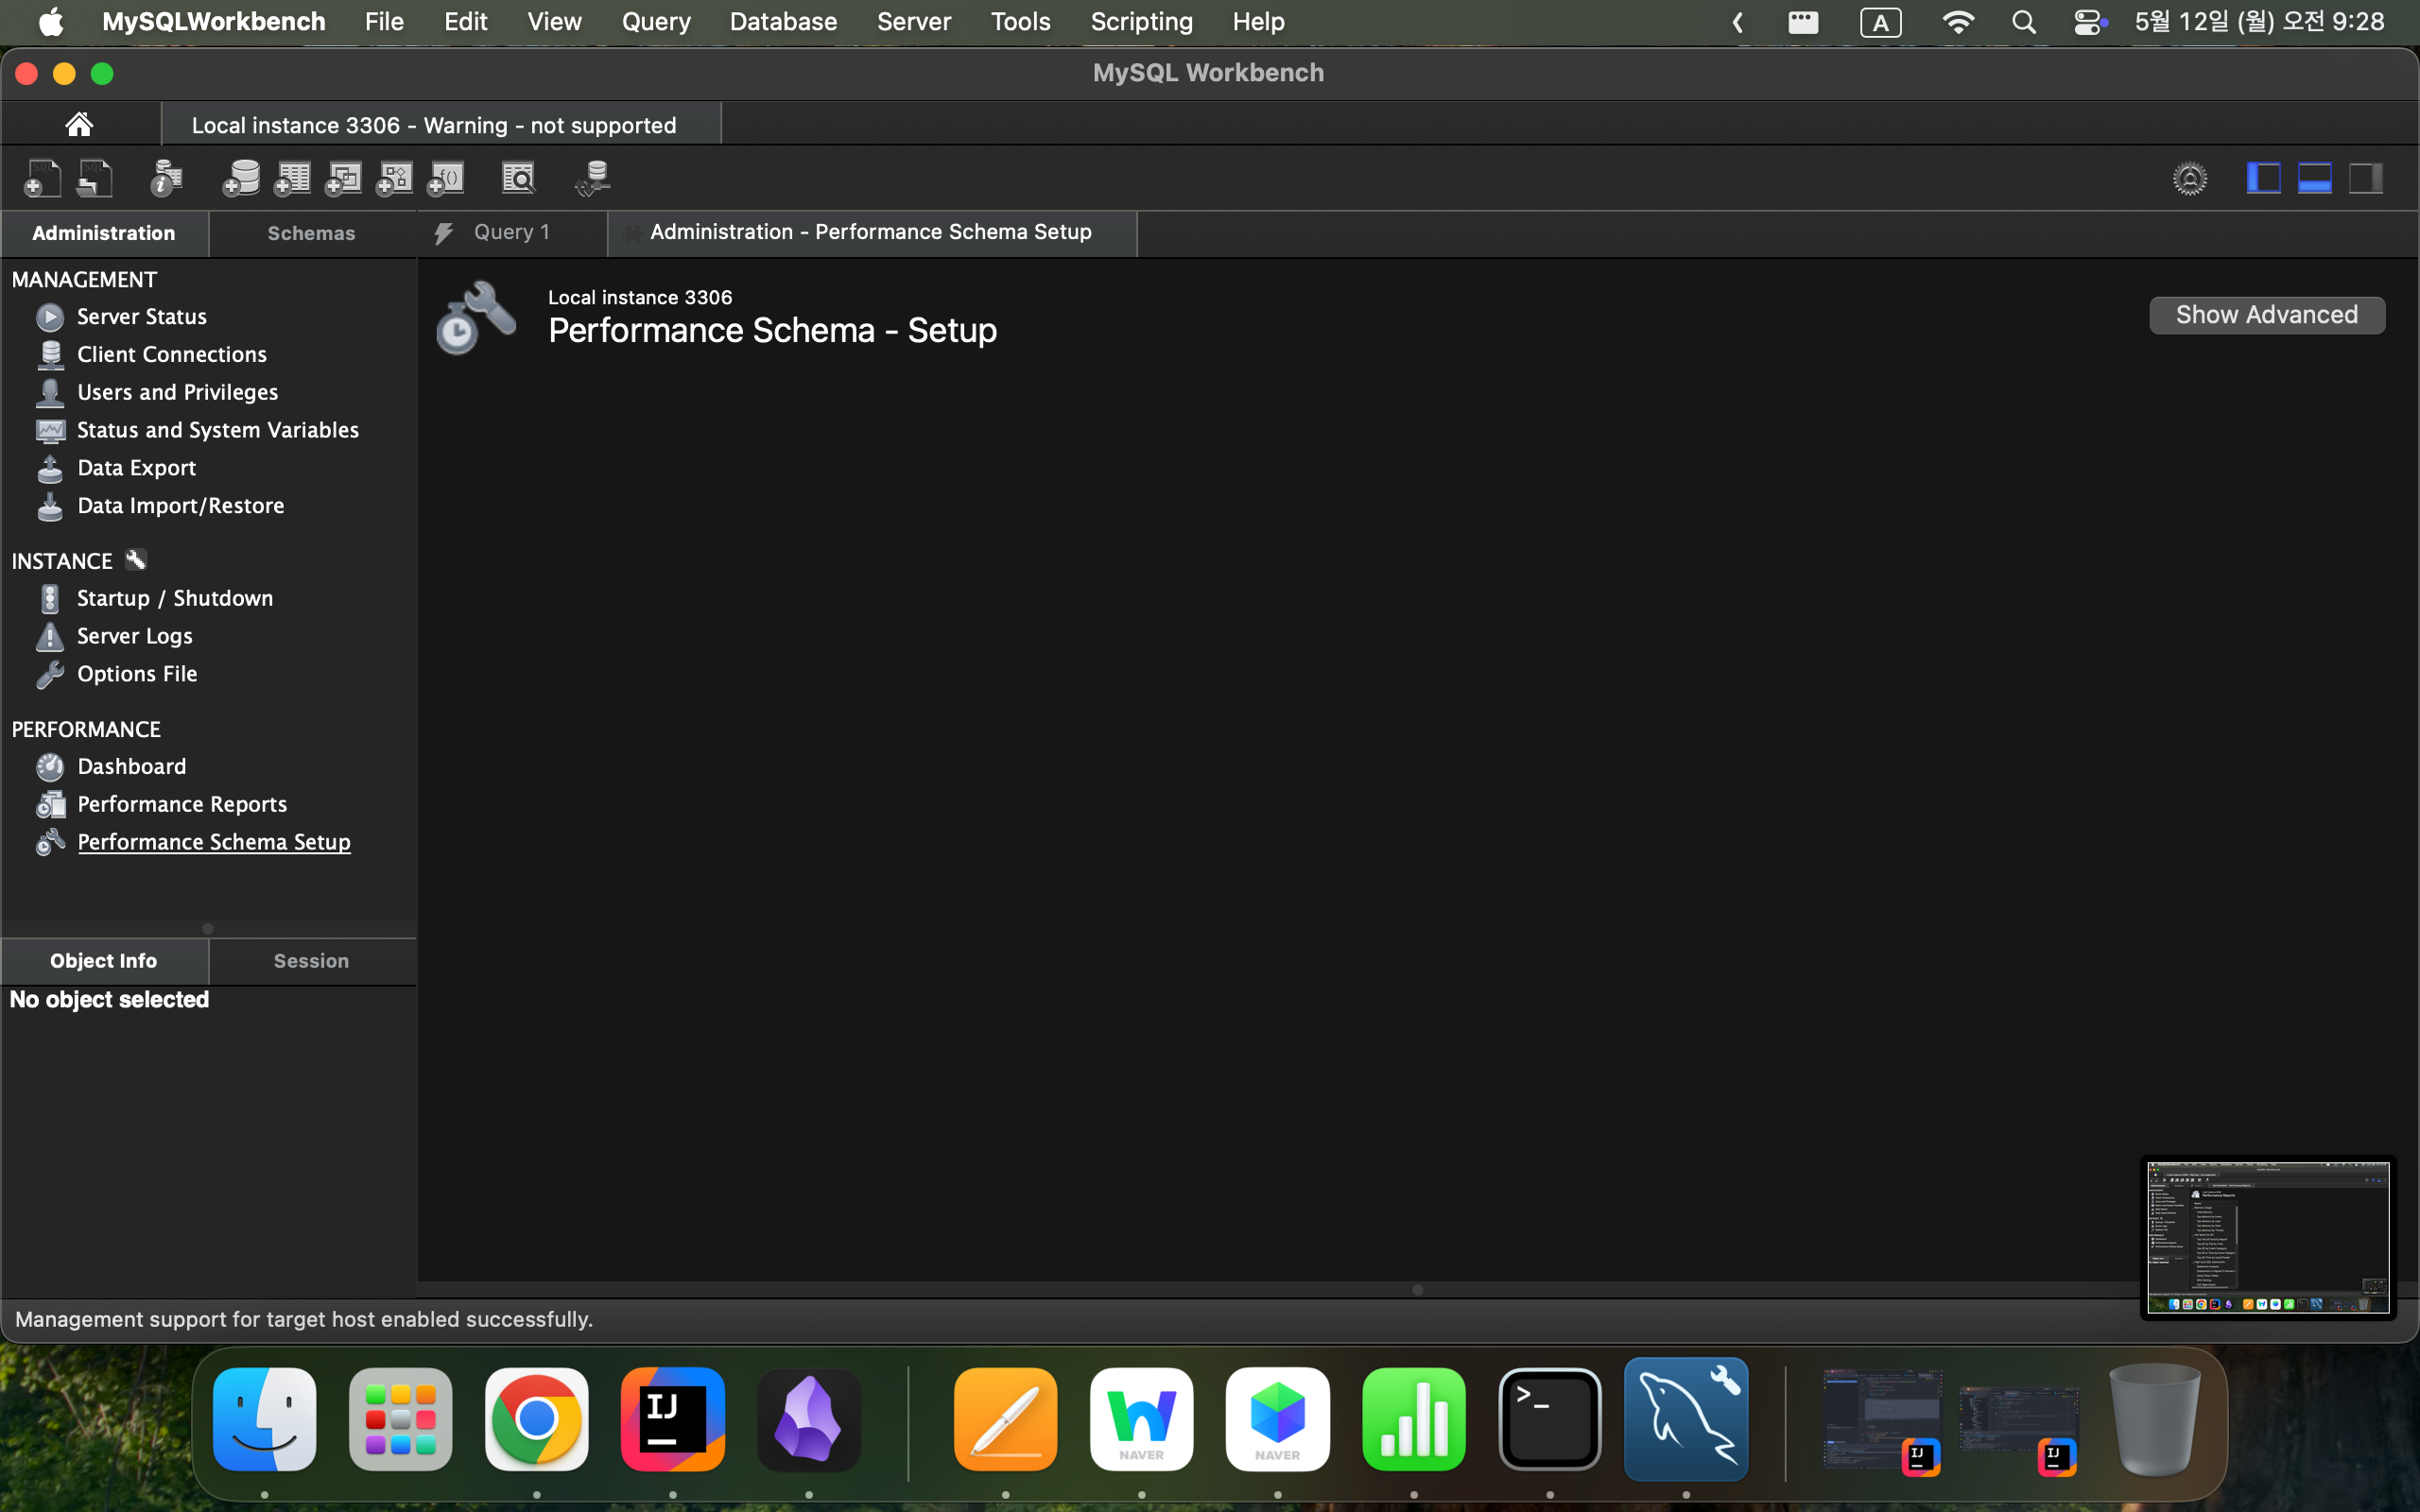 MySQLWorkbench File Edit View Query Database Server Tools Scripting Help A 5월 12일 (월) 오전 9:28
MySQL Workbench
Local instance 3306 - Warning - not supported
Administration Schemas Query 1 Administration - Performance Schema Setup
MANAGEMENT
Server Status
Client Connections
Users and Privileges
Status and System Variables
Data Export
Data Import/Restore
INSTANCE
Startup / Shutdown
Server Logs
Options File
PERFORMANCE
Dashboard
Performance Reports
Performance Schema Setup
Local instance 3306
Performance Schema - Setup
Show Advanced
Object Info Session
No object selected
Management support for target host enabled successfully.
IJ
NAVER
NAVER
>_
IJ
IJ